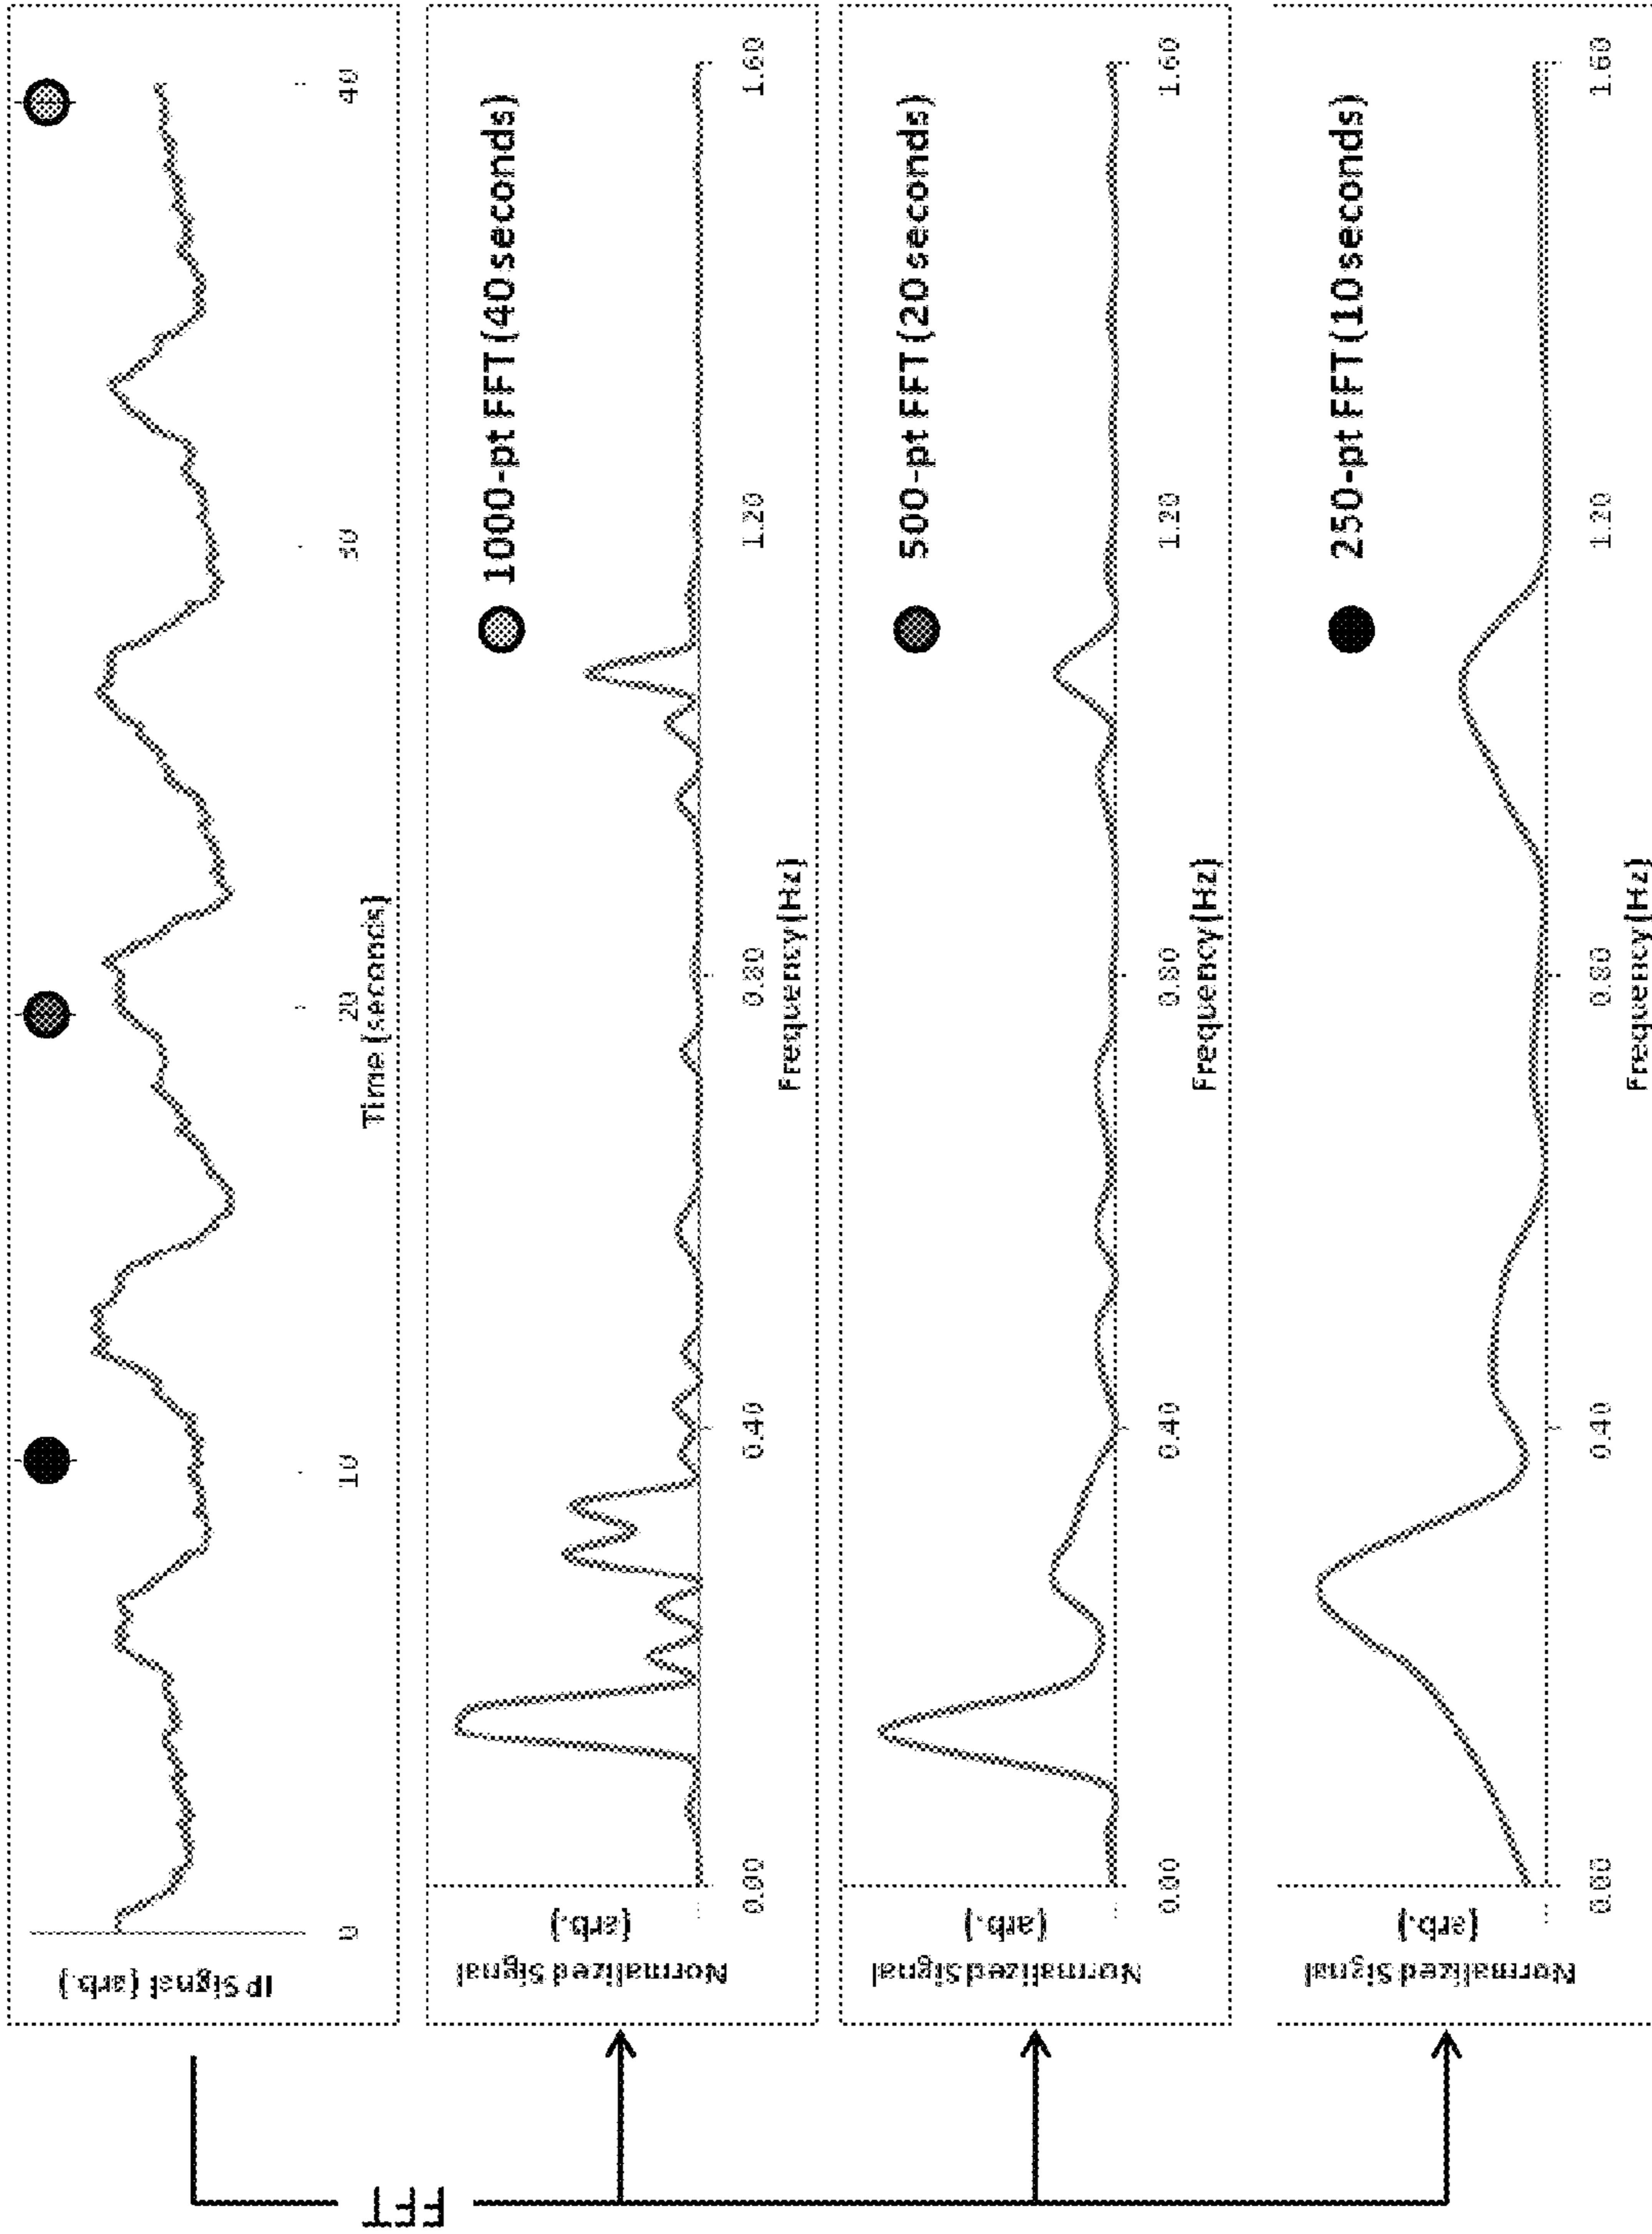 FFT
IP Signal (arb.)
0
10
20
30
40
Time (seconds)
Normalized Signal
(arb.)
1000-pt FFT (40 seconds)
0.00
0.40
0.80
1.20
1.60
Frequency (Hz)
Normalized Signal
(arb.)
500-pt FFT (20 seconds)
0.00
0.40
0.80
1.20
1.60
Frequency (Hz)
Normalized Signal
(arb.)
250-pt FFT (10 seconds)
0.00
0.40
0.80
1.20
1.60
Frequency (Hz)